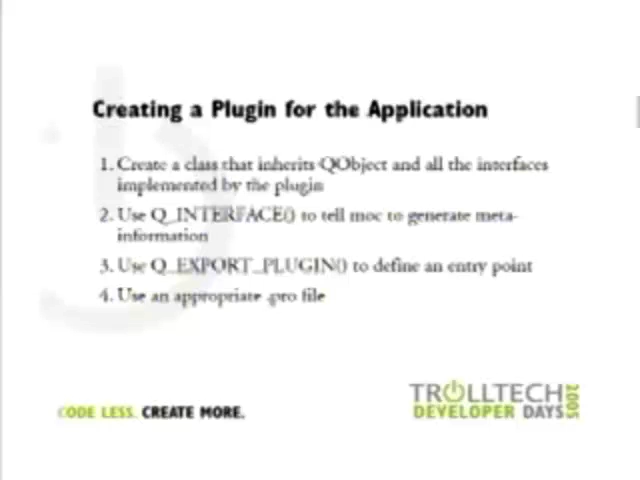 Creating a Plugin for the Application
1. Create a class that inherits QObject and all the interfaces
implemented by the plugin
2. Use Q_INTERFACE() to tell moc to generate meta-
information
3. Use Q_EXPORT_PLUGIN() to define an entry point
4. Use an appropriate .pro file
CODE LESS. CREATE MORE.
TROLLTECH
DEVELOPER DAYS
2005